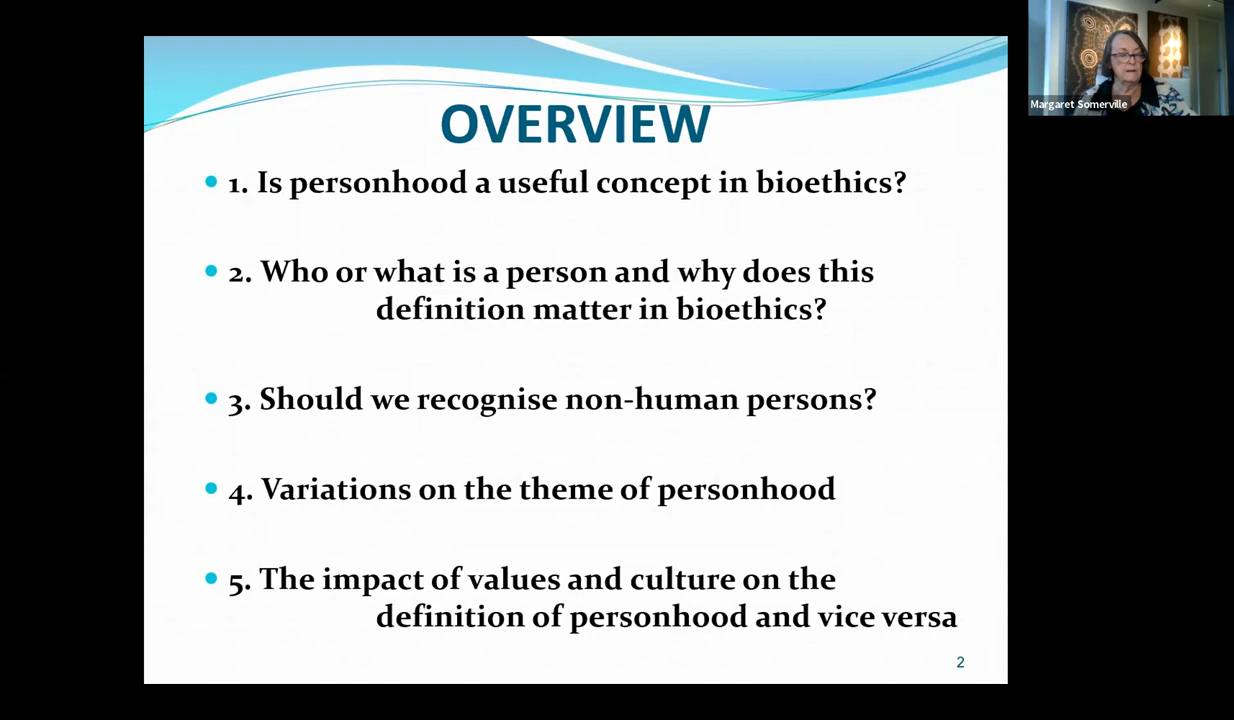 OVERVIEW
• 1. Is personhood a useful concept in bioethics?
• 2. Who or what is a person and why does this
definition matter in bioethics?
• 3. Should we recognise non-human persons?
• 4. Variations on the theme of personhood
• 5. The impact of values and culture on the
definition of personhood and vice versa
2
Margaret Somerville